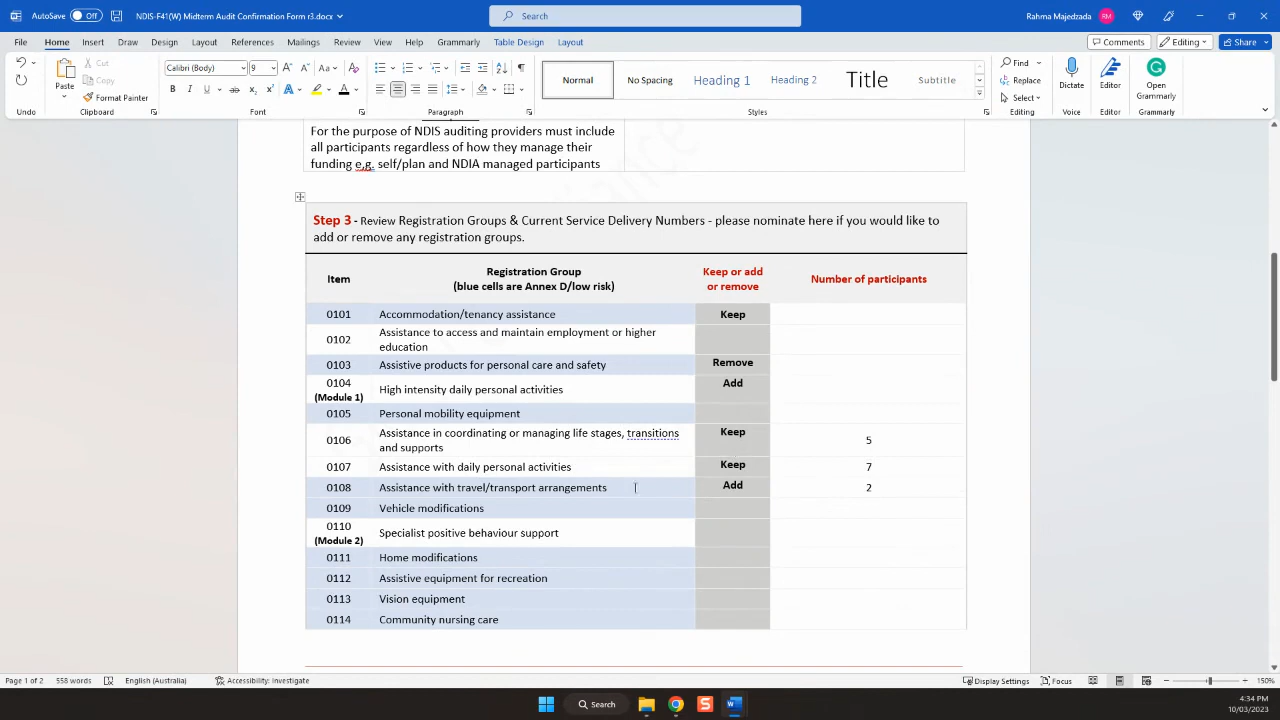 AutoSave Off NDIS-F41(W) Midterm Audit Confirmation Form r3.docx Search Rahma Majedzada RM
File Home Insert Draw Design Layout References Mailings Review View Help Grammarly Table Design Layout Comments Editing Share
Paste Cut Copy Format Painter
Calibri (Body) 9
Normal No Spacing Heading 1 Heading 2 Title Subtitle
Find Replace Select
Dictate Editor Open Grammarly
Undo Clipboard Font Paragraph Styles Editing Voice Editor Grammarly
For the purpose of NDIS auditing providers must include
all participants regardless of how they manage their
funding e,g. self/plan and NDIA managed participants
Step 3 - Review Registration Groups & Current Service Delivery Numbers - please nominate here if you would like to
add or remove any registration groups.
Item Registration Group (blue cells are Annex D/low risk) Keep or add or remove Number of participants
0101 Accommodation/tenancy assistance Keep
0102 Assistance to access and maintain employment or higher education
0103 Assistive products for personal care and safety Remove
0104 (Module 1) High intensity daily personal activities Add
0105 Personal mobility equipment
0106 Assistance in coordinating or managing life stages, transitions and supports Keep 5
0107 Assistance with daily personal activities Keep 7
0108 Assistance with travel/transport arrangements Add 2
0109 Vehicle modifications
0110 (Module 2) Specialist positive behaviour support
0111 Home modifications
0112 Assistive equipment for recreation
0113 Vision equipment
0114 Community nursing care
Page 1 of 2 558 words English (Australia) Accessibility: Investigate Display Settings Focus 150%
Search
4:34 PM
10/03/2023